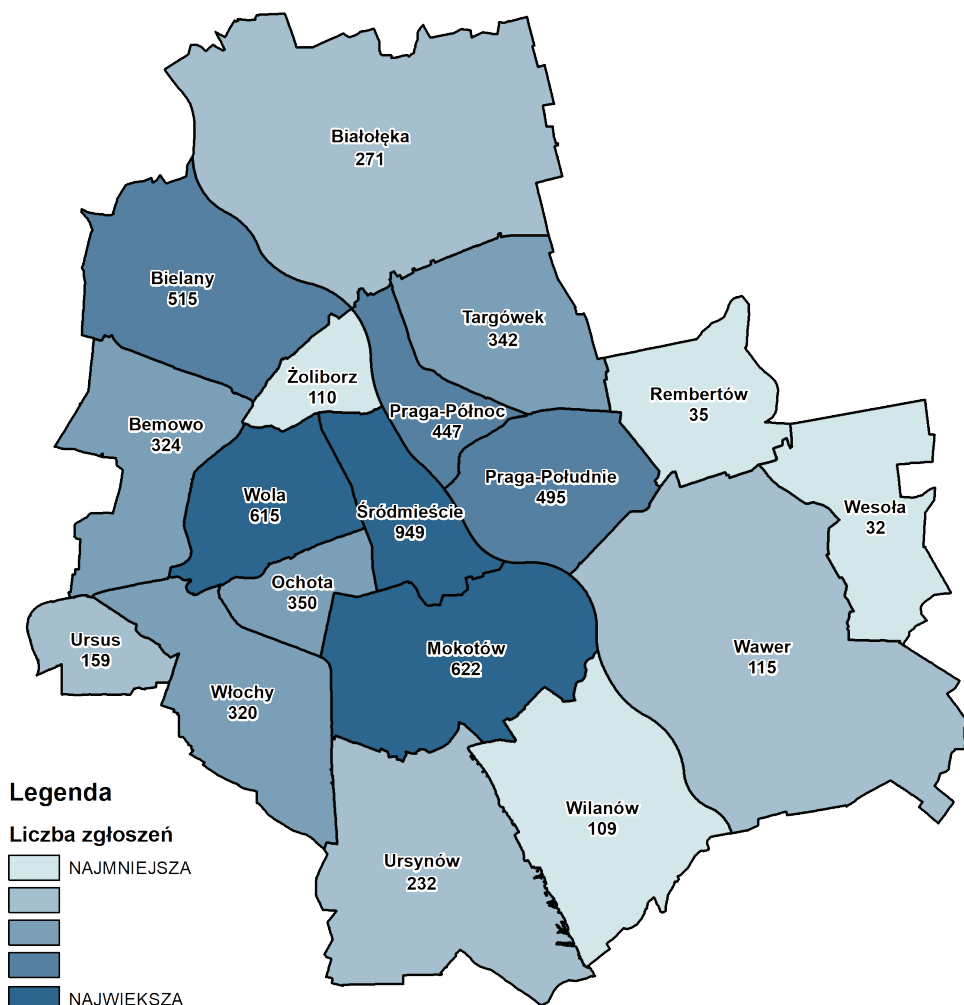 Białołęka
271
Bielany
515
Targówek
342
Żoliborz
110
Rembertów
35
Praga-Północ
447
Bemowo
324
Praga-Południe
495
Wola
615
Śródmieście
949
Wesoła
32
Ochota
350
Ursus
159
Mokotów
622
Wawer
115
Włochy
320
Wilanów
109
Ursynów
232
Legenda
Liczba zgłoszeń
NAJMNIEJSZA
NAJWIĘKSZA